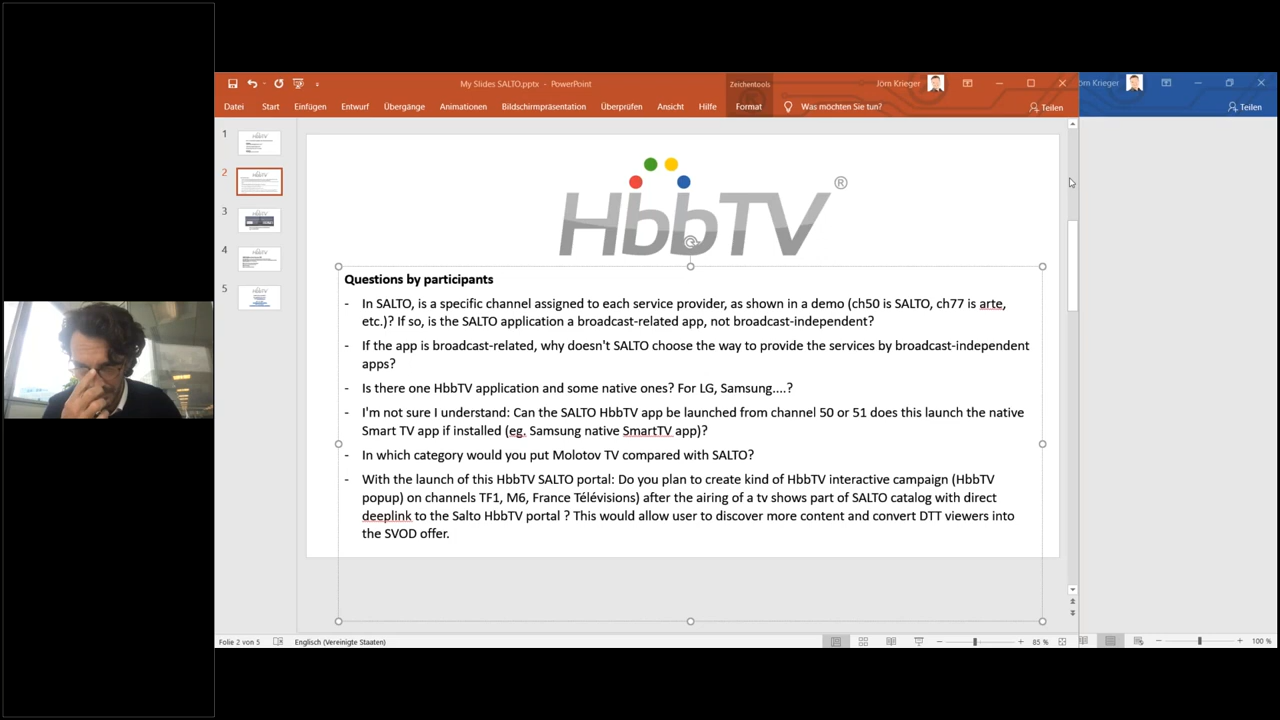 My Slides SALTO.pptx - PowerPoint
Zeichentools
Jörn Krieger
Jörn Krieger
Datei Start Einfügen Entwurf Übergänge Animationen Bildschirmpräsentation Überprüfen Ansicht Hilfe Format Was möchten Sie tun? Teilen
Teilen
1
2
3
4
5
HbbTV ®
Questions by participants
- In SALTO, is a specific channel assigned to each service provider, as shown in a demo (ch50 is SALTO, ch77 is arte,
etc.)? If so, is the SALTO application a broadcast-related app, not broadcast-independent?
- If the app is broadcast-related, why doesn't SALTO choose the way to provide the services by broadcast-independent
apps?
- Is there one HbbTV application and some native ones? For LG, Samsung....?
- I'm not sure I understand: Can the SALTO HbbTV app be launched from channel 50 or 51 does this launch the native
Smart TV app if installed (eg. Samsung native SmartTV app)?
- In which category would you put Molotov TV compared with SALTO?
- With the launch of this HbbTV SALTO portal: Do you plan to create kind of HbbTV interactive campaign (HbbTV
popup) on channels TF1, M6, France Télévisions) after the airing of a tv shows part of SALTO catalog with direct
deeplink to the Salto HbbTV portal ? This would allow user to discover more content and convert DTT viewers into
the SVOD offer.
Folie 2 von 5 Englisch (Vereinigte Staaten) 85 % 100 %